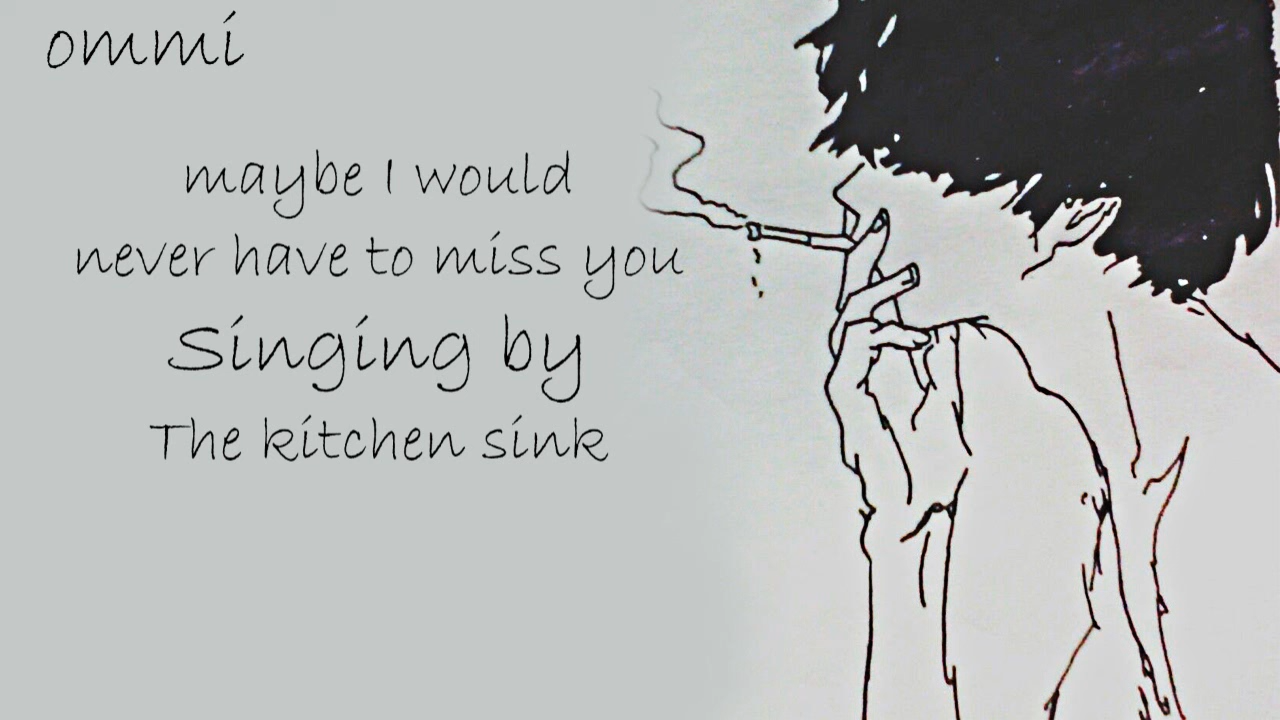 ommi
maybe I would
never have to miss you
Singing by
The kitchen sink